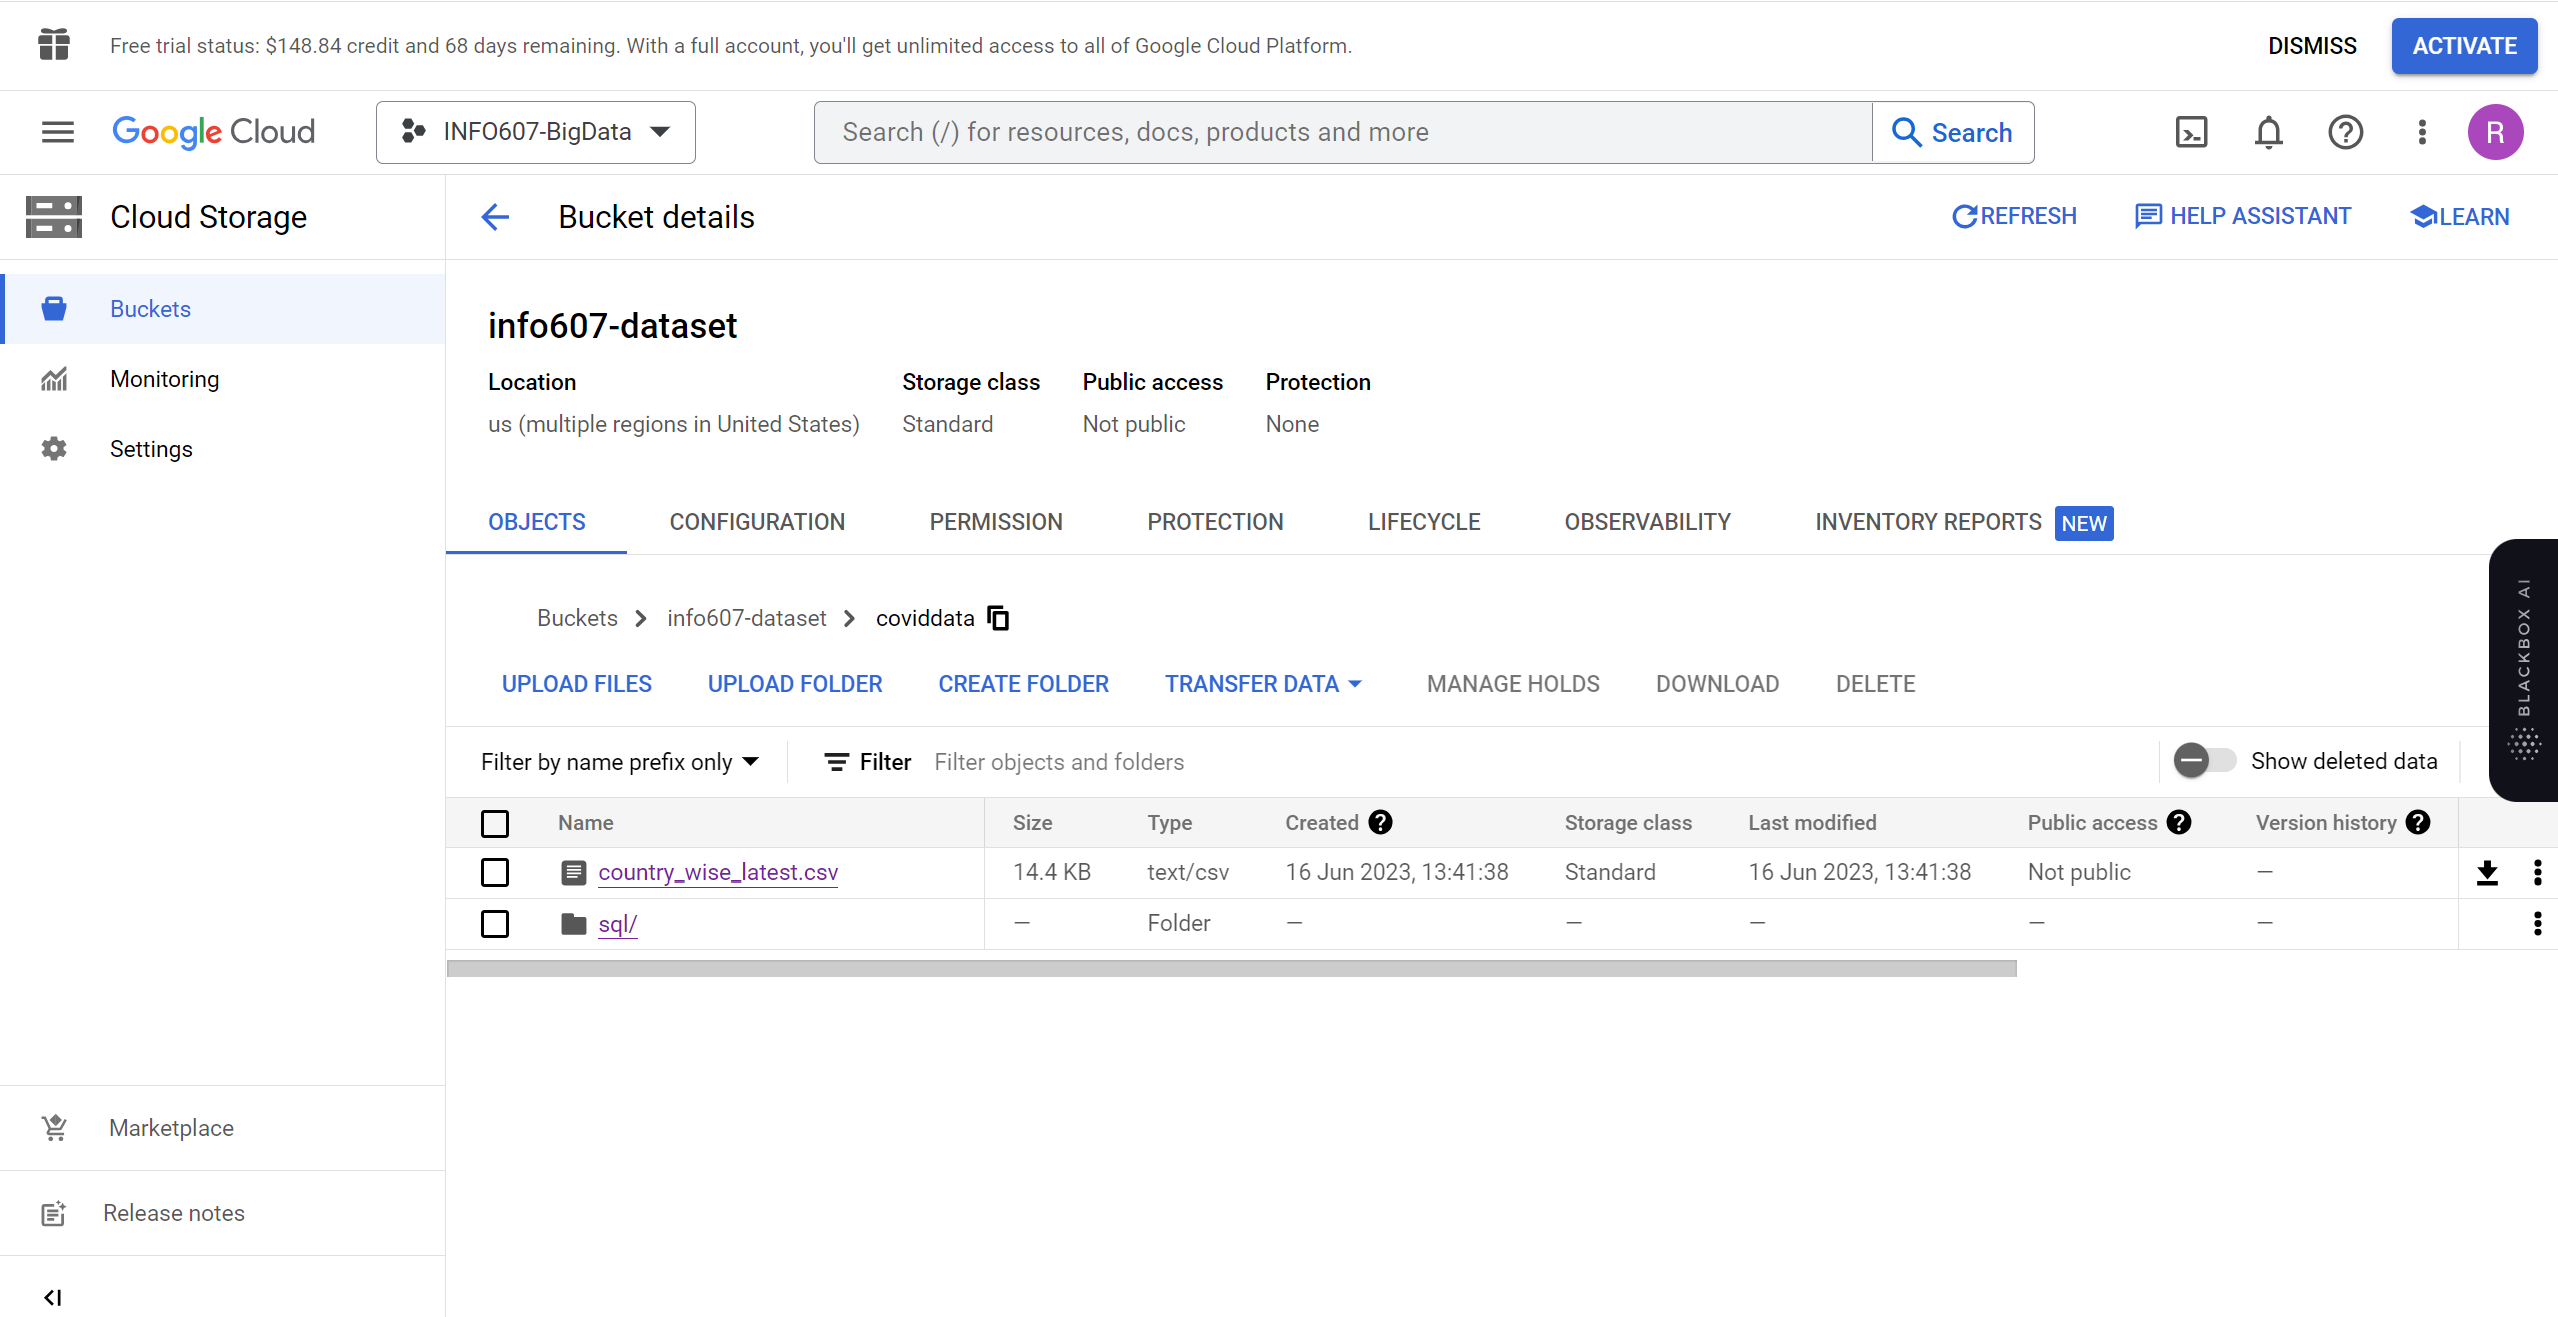 Free trial status: $148.84 credit and 68 days remaining. With a full account, you'll get unlimited access to all of Google Cloud Platform.
DISMISS
ACTIVATE
Google Cloud
INFO607-BigData
Search (/) for resources, docs, products and more
Search
R
Cloud Storage
Bucket details
REFRESH
HELP ASSISTANT
LEARN
Buckets
Monitoring
Settings
info607-dataset
Location Storage class Public access Protection
us (multiple regions in United States) Standard Not public None
OBJECTS CONFIGURATION PERMISSION PROTECTION LIFECYCLE OBSERVABILITY INVENTORY REPORTS NEW
Buckets info607-dataset coviddata
UPLOAD FILES UPLOAD FOLDER CREATE FOLDER TRANSFER DATA MANAGE HOLDS DOWNLOAD DELETE
BLACKBOX AI
Filter by name prefix only Filter Filter objects and folders Show deleted data
Name Size Type Created Storage class Last modified Public access Version history
country_wise_latest.csv 14.4 KB text/csv 16 Jun 2023, 13:41:38 Standard 16 Jun 2023, 13:41:38 Not public —
sql/ — Folder — — — — —
Marketplace
Release notes